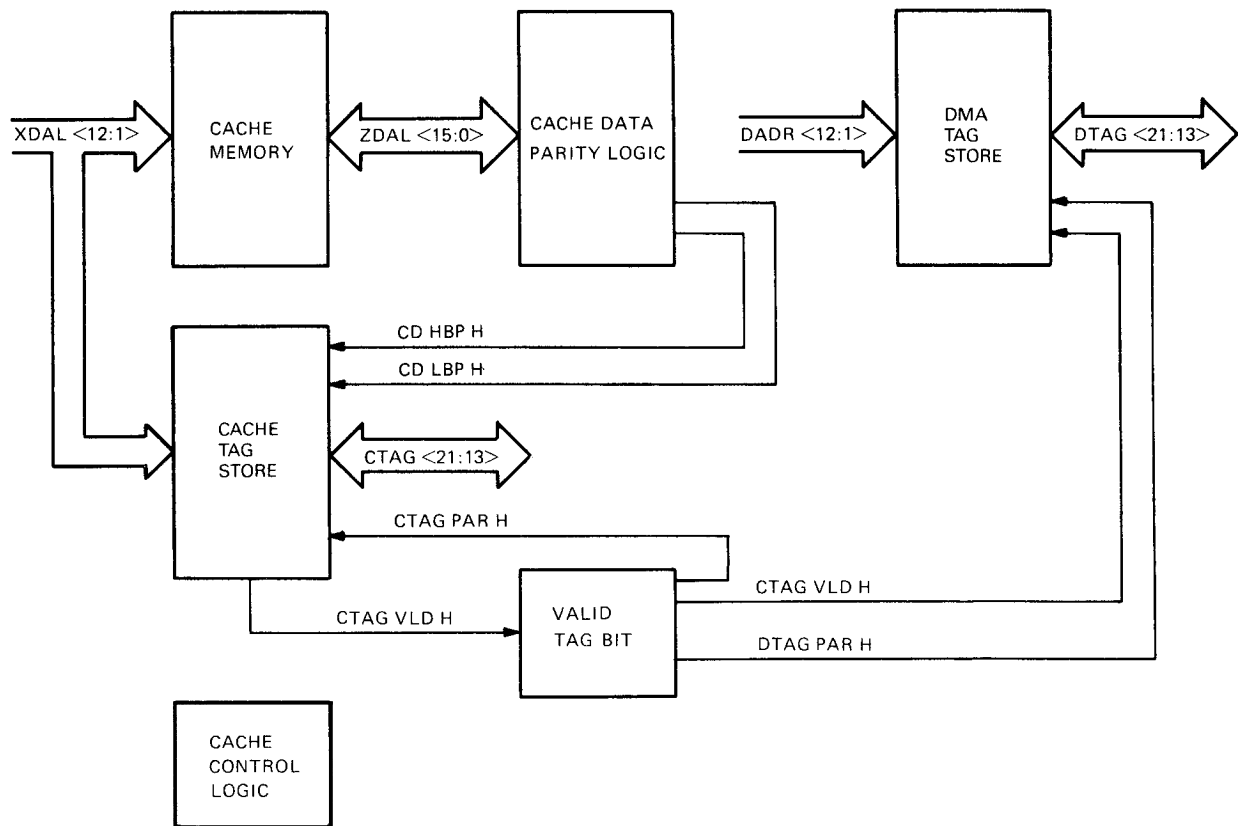 XDAL <12:1>
CACHE
MEMORY
ZDAL <15:0>
CACHE DATA
PARITY LOGIC
DADR <12:1>
DMA
TAG
STORE
DTAG <21:13>
CD HBP H
CD LBP H
CACHE
TAG
STORE
CTAG <21:13>
CTAG PAR H
CTAG VLD H
VALID
TAG BIT
CTAG VLD H
DTAG PAR H
CACHE
CONTROL
LOGIC